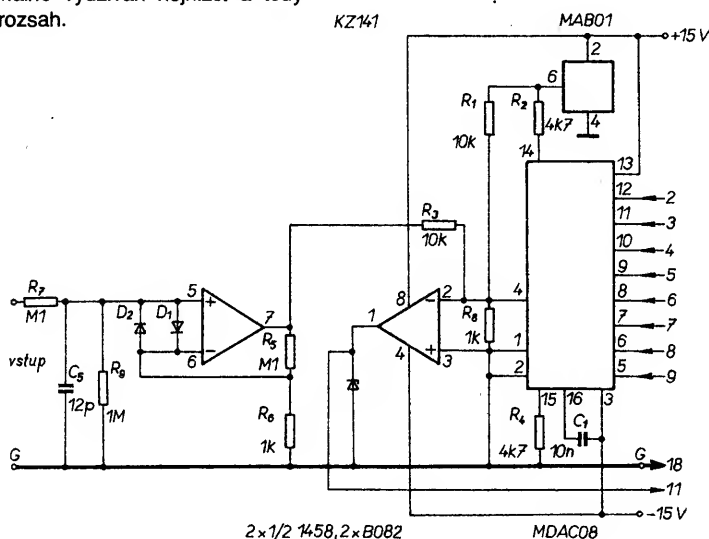 rozsah.
KZ141
MAB01
2
+15 V
6
R1
R2
10k
4k7
4
14
13
12
2
11
3
R3
10k
10
4
9
5
R7
M1
5
D2
D1
+
7
8
2
−
4
8
6
R8
1k
7
7
1
R5
M1
6
−
4
+
3
1
6
8
2
5
9
vstup
C5
12p
R9
1M
R6
1k
15
16
3
R4
4k7
C1
10n
G
G
18
11
−15 V
2×1/2 1458, 2×B082
MDAC08